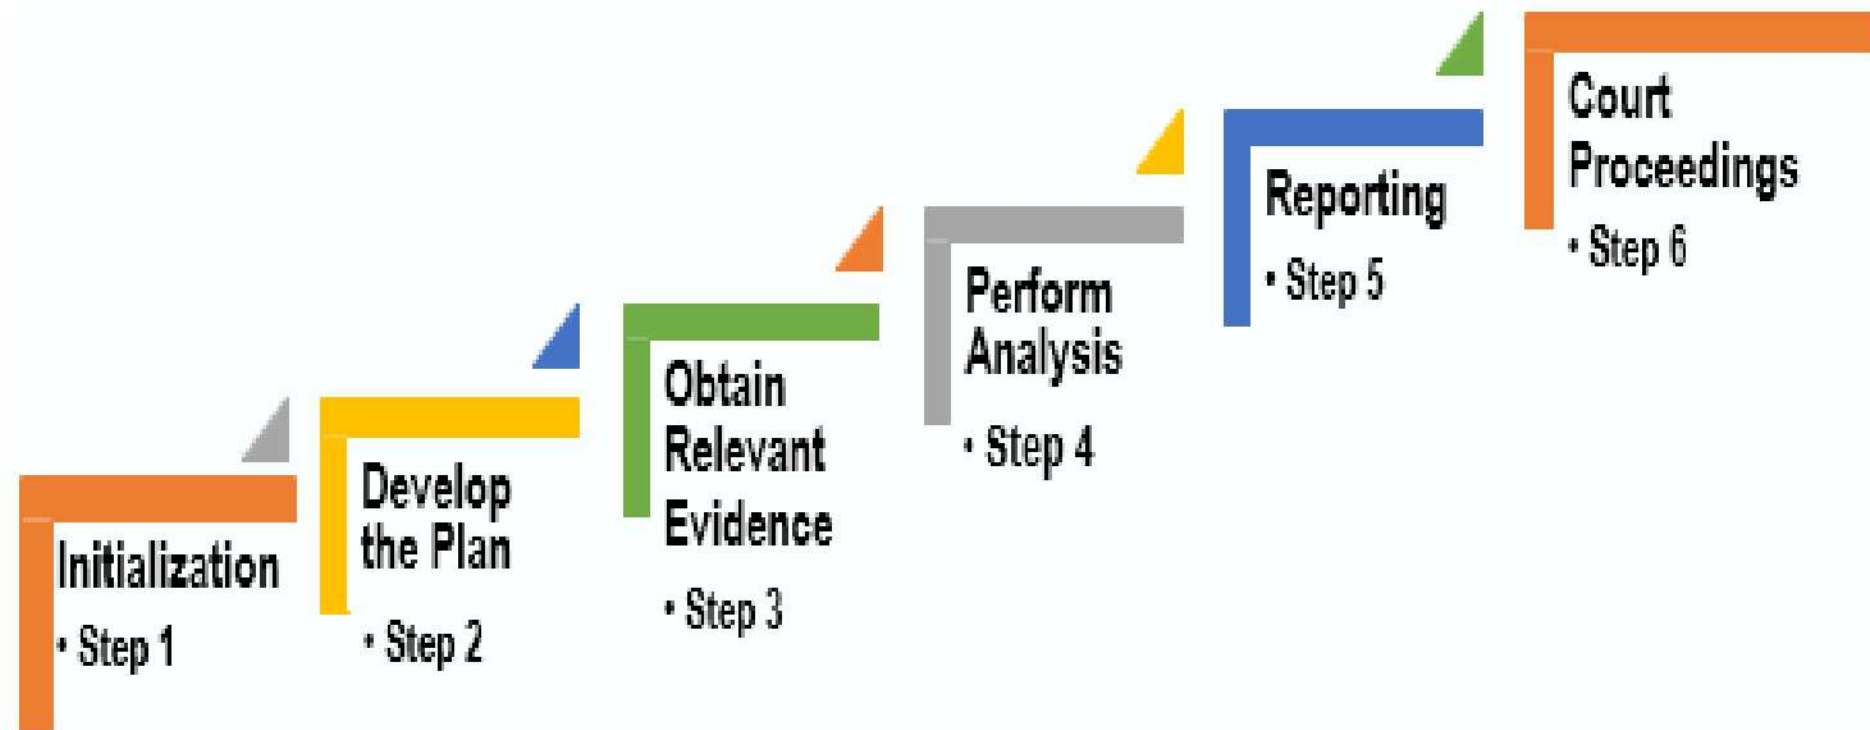 Initialization
• Step 1
Develop
the Plan
• Step 2
Obtain
Relevant
Evidence
• Step 3
Perform
Analysis
• Step 4
Reporting
• Step 5
Court
Proceedings
• Step 6